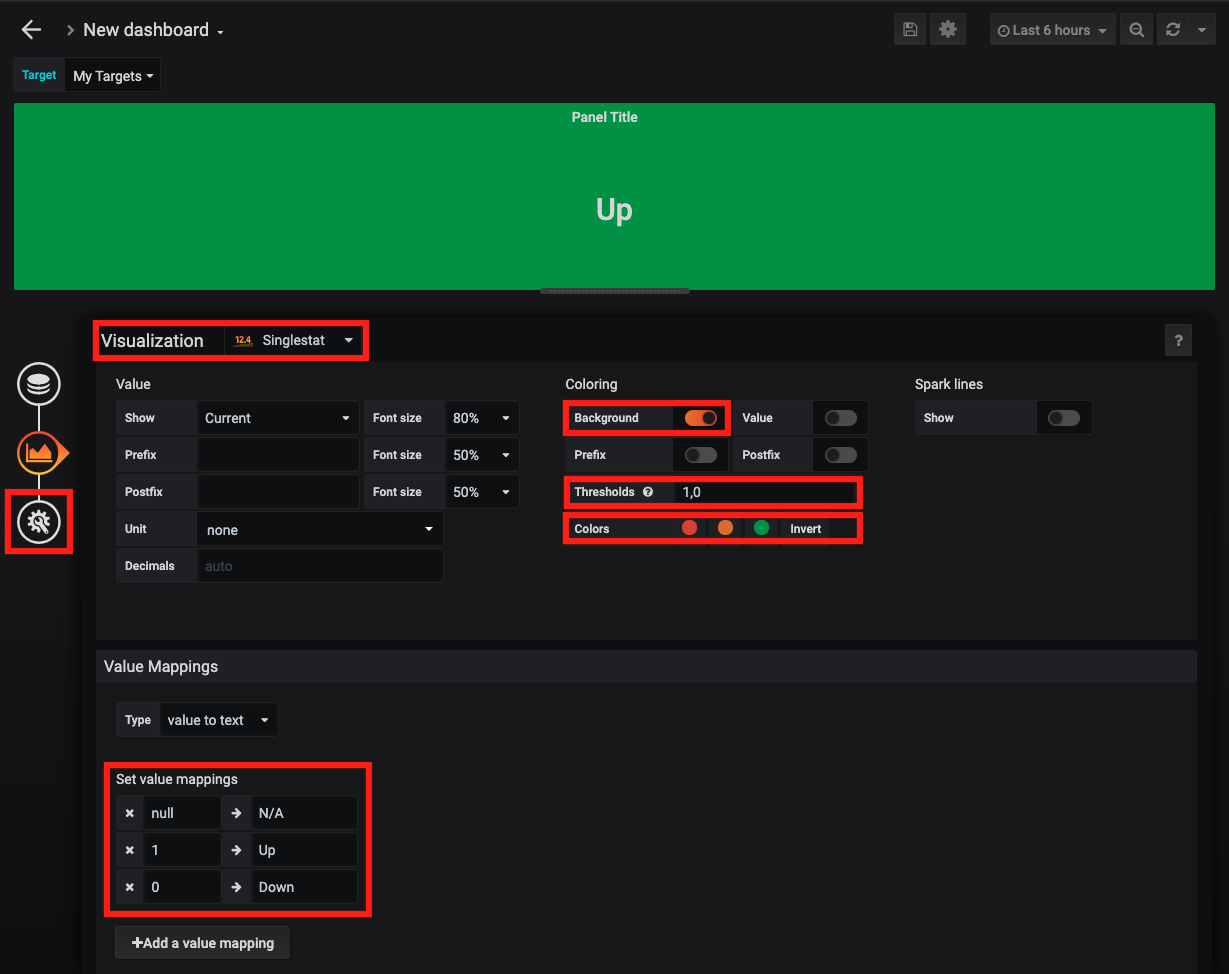 New dashboard
Last 6 hours
Target My Targets
Panel Title
Up
Visualization 12.4 Singlestat ?
Value Coloring Spark lines
Show Current Font size 80% Background Value Show
Prefix Font size 50% Prefix Postfix
Postfix Font size 50% Thresholds ? 1,0
Unit none Colors Invert
Decimals auto
Value Mappings
Type value to text
Set value mappings
null N/A
1 Up
0 Down
+Add a value mapping